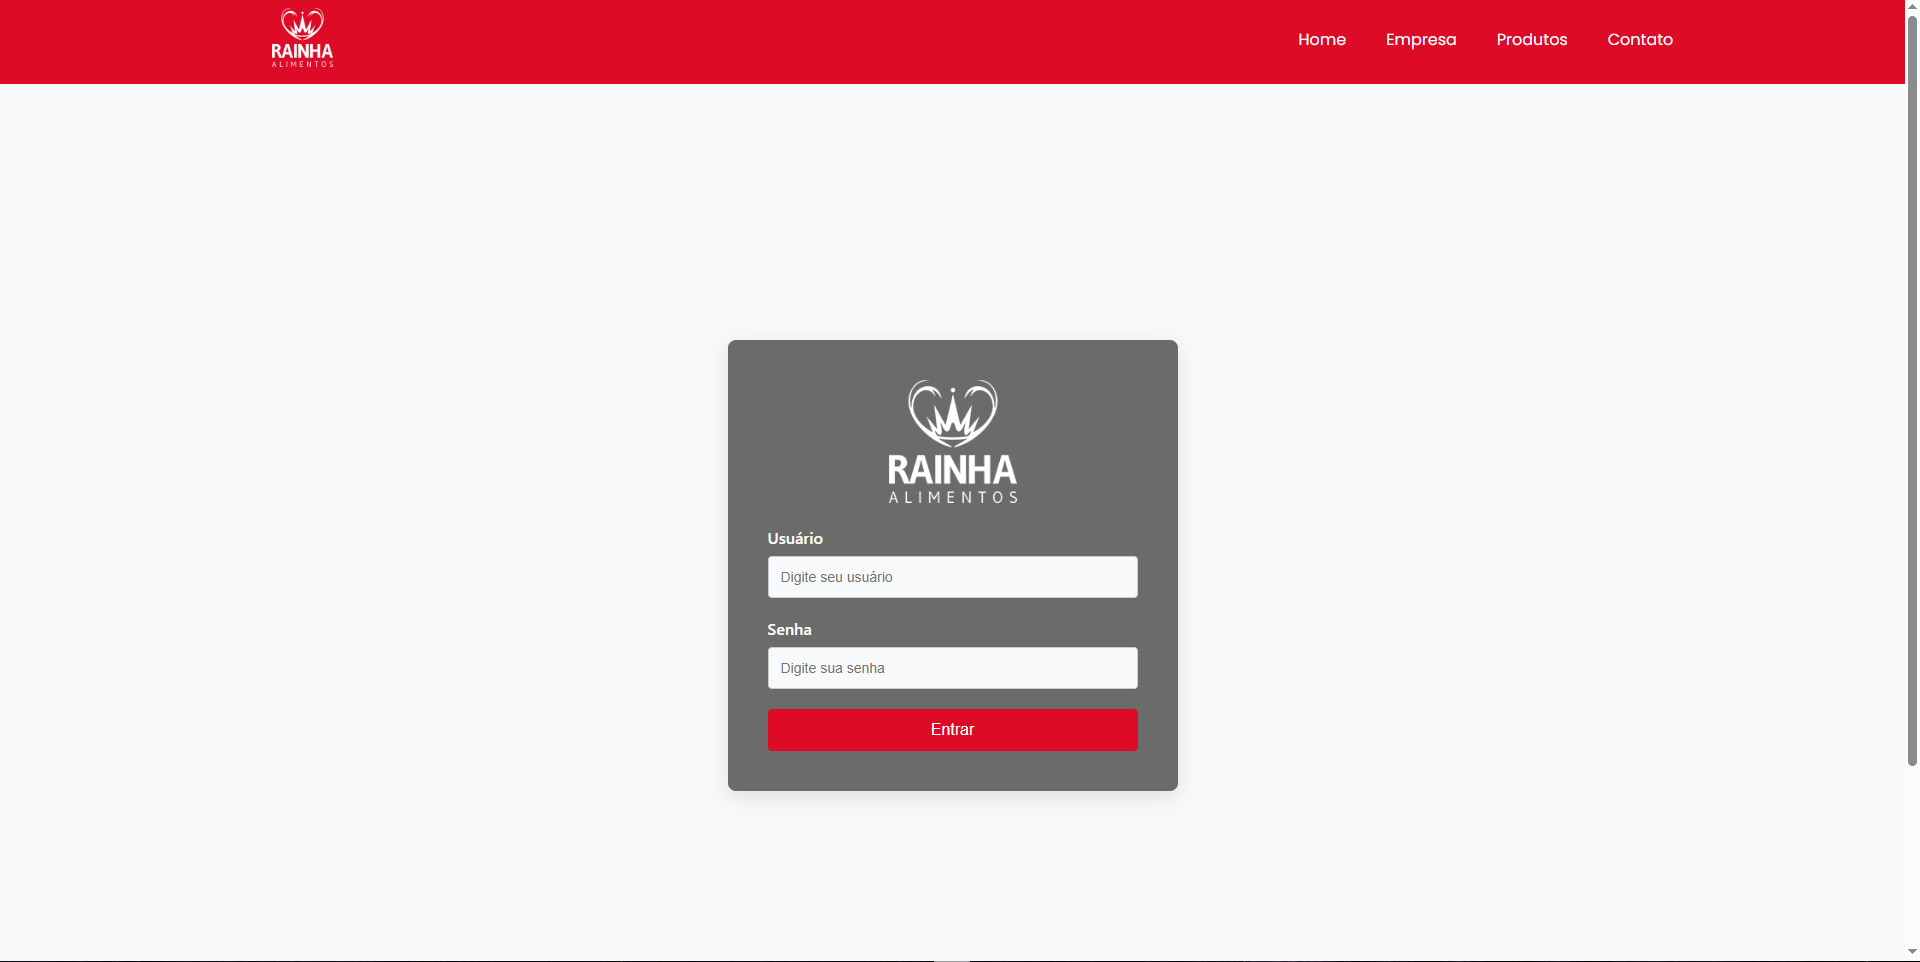 RAINHA
ALIMENTOS
Home Empresa Produtos Contato
RAINHA
ALIMENTOS
Usuário
Digite seu usuário
Senha
Digite sua senha
Entrar